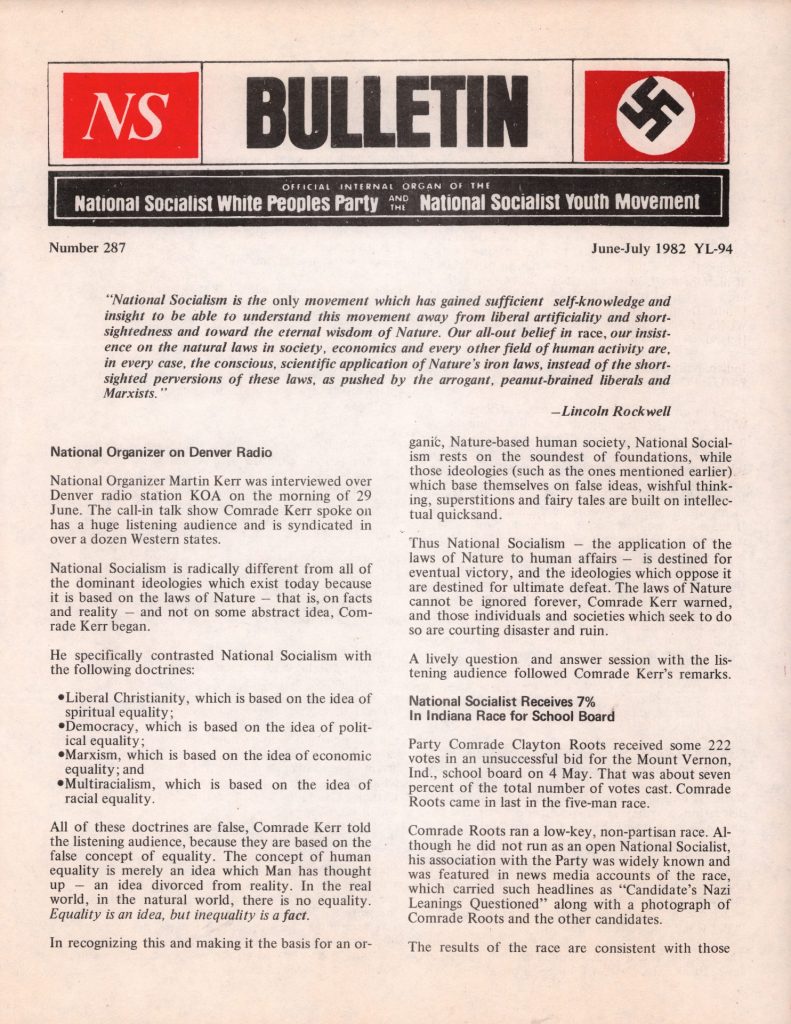 NS
BULLETIN
OFFICIAL INTERNAL ORGAN OF THE
National Socialist White Peoples Party AND THE National Socialist Youth Movement
Number 287
June-July 1982 YL-94
"National Socialism is the only movement which has gained sufficient self-knowledge and
insight to be able to understand this movement away from liberal artificiality and short-
sightedness and toward the eternal wisdom of Nature. Our all-out belief in race, our insist-
ence on the natural laws in society, economics and every other field of human activity are,
in every case, the conscious, scientific application of Nature's iron laws, instead of the short-
sighted perversions of these laws, as pushed by the arrogant, peanut-brained liberals and
Marxists."
—Lincoln Rockwell
National Organizer on Denver Radio
National Organizer Martin Kerr was interviewed over
Denver radio station KOA on the morning of 29
June. The call-in talk show Comrade Kerr spoke on
has a huge listening audience and is syndicated in
over a dozen Western states.
National Socialism is radically different from all of
the dominant ideologies which exist today because
it is based on the laws of Nature — that is, on facts
and reality — and not on some abstract idea, Com-
rade Kerr began.
He specifically contrasted National Socialism with
the following doctrines:
●Liberal Christianity, which is based on the idea of
spiritual equality;
●Democracy, which is based on the idea of polit-
ical equality;
●Marxism, which is based on the idea of economic
equality; and
●Multiracialism, which is based on the idea of
racial equality.
All of these doctrines are false, Comrade Kerr told
the listening audience, because they are based on the
false concept of equality. The concept of human
equality is merely an idea which Man has thought
up — an idea divorced from reality. In the real
world, in the natural world, there is no equality.
Equality is an idea, but inequality is a fact.
In recognizing this and making it the basis for an or-
ganic, Nature-based human society, National Social-
ism rests on the soundest of foundations, while
those ideologies (such as the ones mentioned earlier)
which base themselves on false ideas, wishful think-
ing, superstitions and fairy tales are built on intellec-
tual quicksand.
Thus National Socialism — the application of the
laws of Nature to human affairs — is destined for
eventual victory, and the ideologies which oppose it
are destined for ultimate defeat. The laws of Nature
cannot be ignored forever, Comrade Kerr warned,
and those individuals and societies which seek to do
so are courting disaster and ruin.
A lively question and answer session with the lis-
tening audience followed Comrade Kerr's remarks.
National Socialist Receives 7%
In Indiana Race for School Board
Party Comrade Clayton Roots received some 222
votes in an unsuccessful bid for the Mount Vernon,
Ind., school board on 4 May. That was about seven
percent of the total number of votes cast. Comrade
Roots came in last in the five-man race.
Comrade Roots ran a low-key, non-partisan race. Al-
though he did not run as an open National Socialist,
his association with the Party was widely known and
was featured in news media accounts of the race,
which carried such headlines as "Candidate's Nazi
Leanings Questioned" along with a photograph of
Comrade Roots and the other candidates.
The results of the race are consistent with those